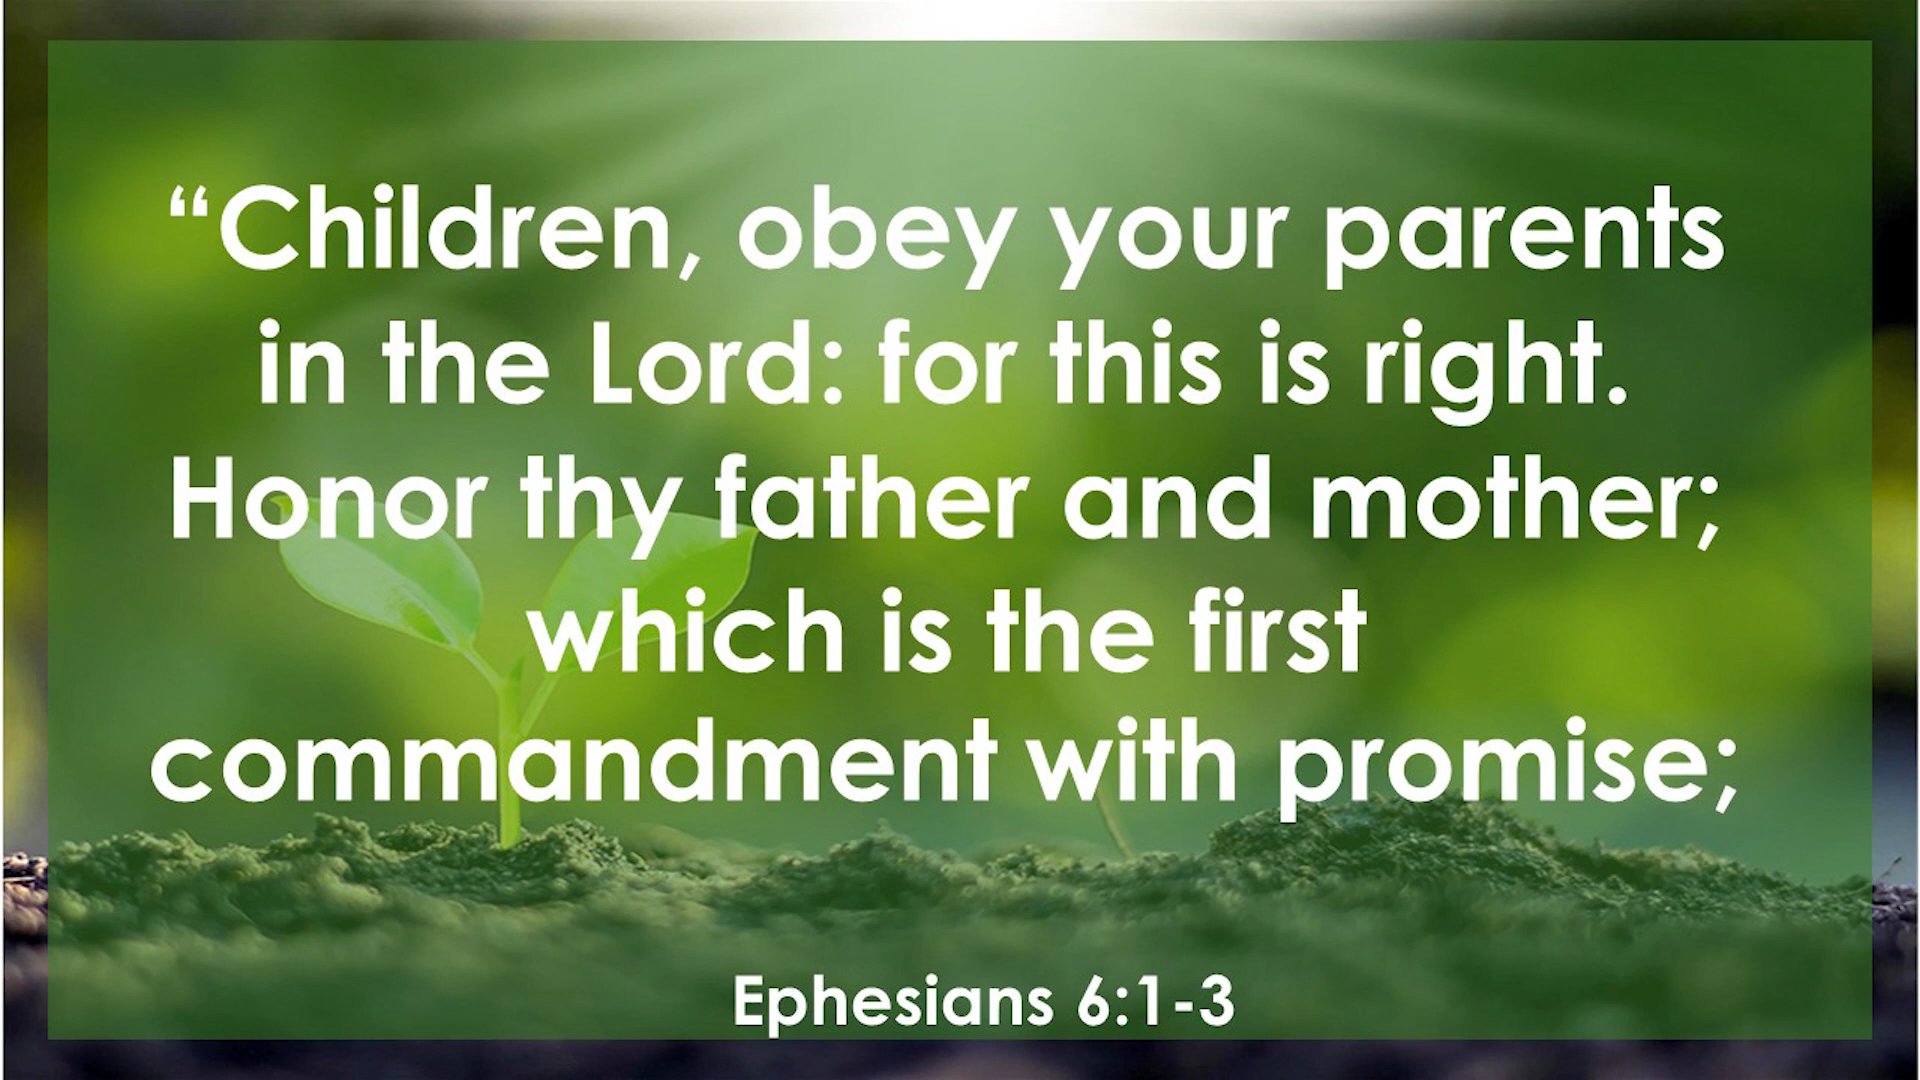 “Children, obey your parents
in the Lord: for this is right.
Honor thy father and mother;
which is the first
commandment with promise;
Ephesians 6:1-3